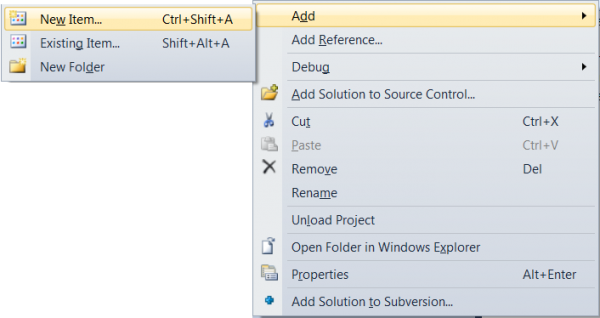 New Item... Ctrl+Shift+A
Existing Item... Shift+Alt+A
New Folder
Add
Add Reference...
Debug
Add Solution to Source Control...
Cut Ctrl+X
Paste Ctrl+V
Remove Del
Rename
Unload Project
Open Folder in Windows Explorer
Properties Alt+Enter
Add Solution to Subversion...